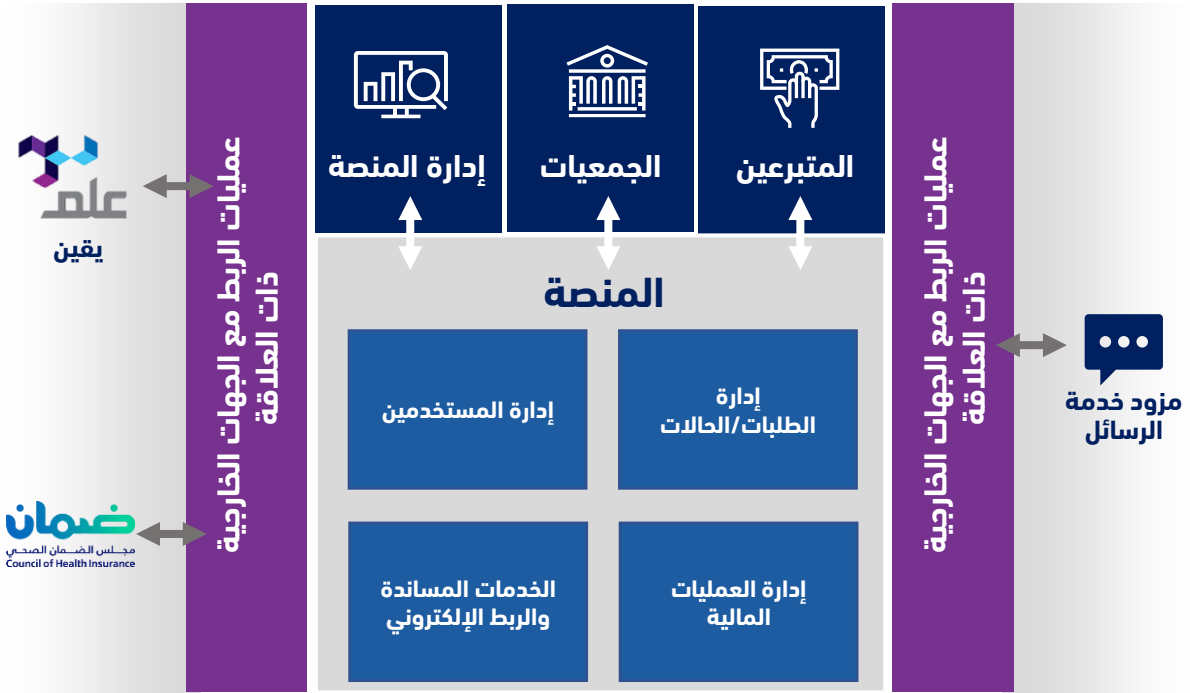 المتبرعين
الجمعيات
إدارة المنصة
عمليات الربط مع الجهات الخارجية
ذات العلاقة
مزود خدمة
الرسائل
المنصة
إدارة
الطلبات/الحالات
إدارة المستخدمين
إدارة العمليات
المالية
الخدمات المساندة
والربط الإلكتروني
عمليات الربط مع الجهات الخارجية
ذات العلاقة
علم
يقين
ضمان
مجلس الضمان الصحي
Council of Health Insurance